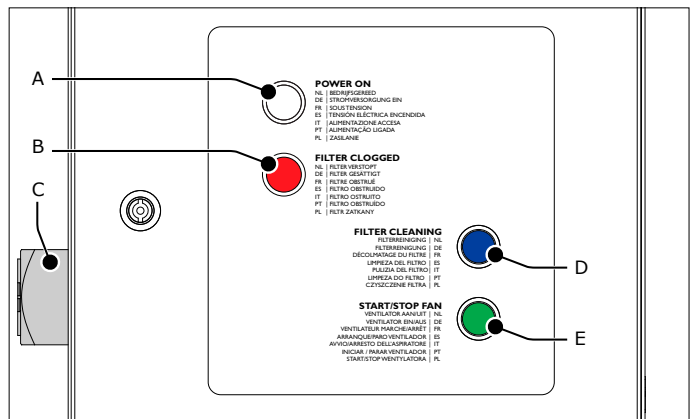 A
POWER ON
NL | BEDRIJFSGEREED
DE | STROMVERSORGUNG EIN
FR | SOUS TENSION
ES | TENSIÓN ELÉCTRICA ENCENDIDA
IT | ALIMENTAZIONE ACCESA
PT | ALIMENTAÇÃO LIGADA
PL | ZASILANIE
B
FILTER CLOGGED
NL | FILTER VERSTOPT
DE | FILTER GESÄTTIGT
FR | FILTRE OBSTRUÉ
ES | FILTRO OBSTRUIDO
IT | FILTRO OSTRUITO
PT | FILTRO OBSTRUÍDO
PL | FILTR ZATKANY
C
FILTER CLEANING
FILTERREINIGING | NL
FILTERREINIGUNG | DE
DÉCOLMATAGE DU FILTRE | FR
LIMPIEZA DEL FILTRO | ES
PULIZIA DEL FILTRO | IT
LIMPEZA DO FILTRO | PT
CZYSZCZENIE FILTRA | PL
D
START/STOP FAN
VENTILATOR AAN/UIT | NL
VENTILATOR EIN/AUS | DE
VENTILATEUR MARCHE/ARRÊT | FR
ARRANQUE/PARO VENTILADOR | ES
AVVIO/ARRESTO DELL'ASPIRATORE | IT
INICIAR / PARAR VENTILADOR | PT
START/STOP WENTYLATORA | PL
E